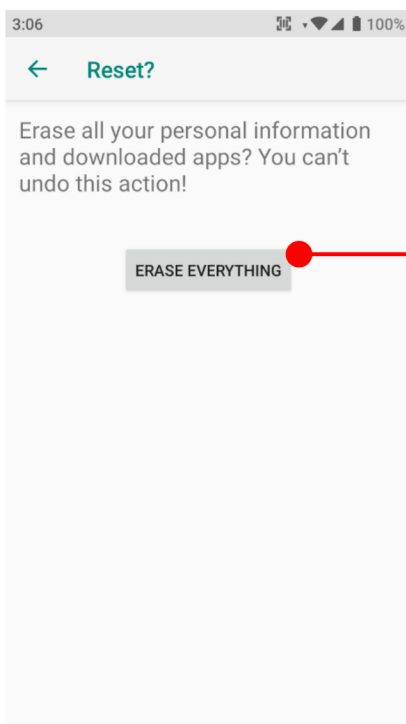 3:06 100%
Reset?
Erase all your personal information
and downloaded apps? You can't
undo this action!
ERASE EVERYTHING